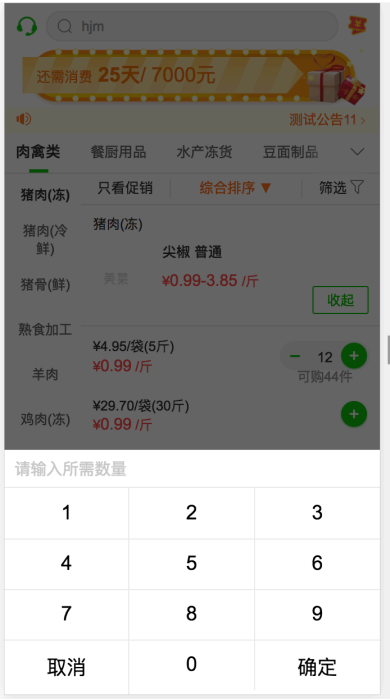 hjm
还需消费 25天/ 7000元
测试公告11 >
肉禽类 餐厨用品 水产冻货 豆面制品
猪肉(冻)
猪肉(冷鲜)
猪骨(鲜)
熟食加工
羊肉
鸡肉(冻)
只看促销 综合排序▼ 筛选
猪肉(冻)
尖椒 普通
美菜
¥0.99-3.85 /斤
收起
¥4.95/袋(5斤)
¥0.99 /斤
− 12 +
可购44件
¥29.70/袋(30斤)
¥0.99 /斤
+
请输入所需数量
1 2 3
4 5 6
7 8 9
取消 0 确定